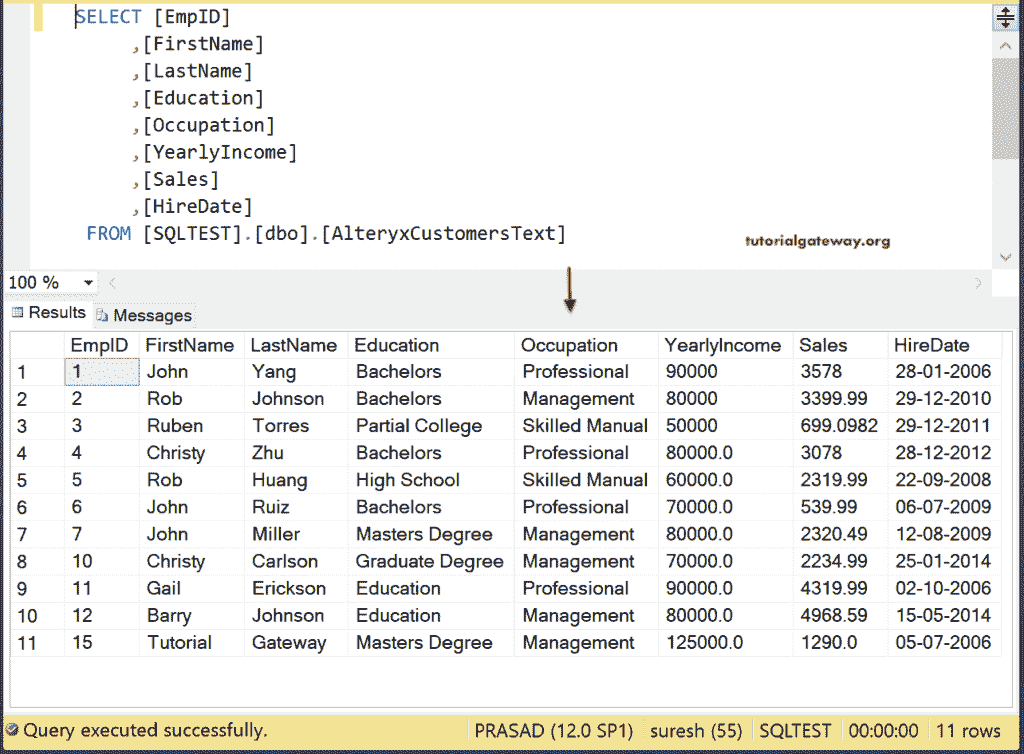 SELECT [EmpID]
,[FirstName]
,[LastName]
,[Education]
,[Occupation]
,[YearlyIncome]
,[Sales]
,[HireDate]
FROM [SQLTEST].[dbo].[AlteryxCustomersText]
tutorialgateway.org
100 %
Results Messages
EmpID FirstName LastName Education Occupation YearlyIncome Sales HireDate
1 1 John Yang Bachelors Professional 90000 3578 28-01-2006
2 2 Rob Johnson Bachelors Management 80000 3399.99 29-12-2010
3 3 Ruben Torres Partial College Skilled Manual 50000 699.0982 29-12-2011
4 4 Christy Zhu Bachelors Professional 80000.0 3078 28-12-2012
5 5 Rob Huang High School Skilled Manual 60000.0 2319.99 22-09-2008
6 6 John Ruiz Bachelors Professional 70000.0 539.99 06-07-2009
7 7 John Miller Masters Degree Management 80000.0 2320.49 12-08-2009
8 10 Christy Carlson Graduate Degree Management 70000.0 2234.99 25-01-2014
9 11 Gail Erickson Education Professional 90000.0 4319.99 02-10-2006
10 12 Barry Johnson Education Management 80000.0 4968.59 15-05-2014
11 15 Tutorial Gateway Masters Degree Management 125000.0 1290.0 05-07-2006
Query executed successfully. PRASAD (12.0 SP1) suresh (55) SQLTEST 00:00:00 11 rows